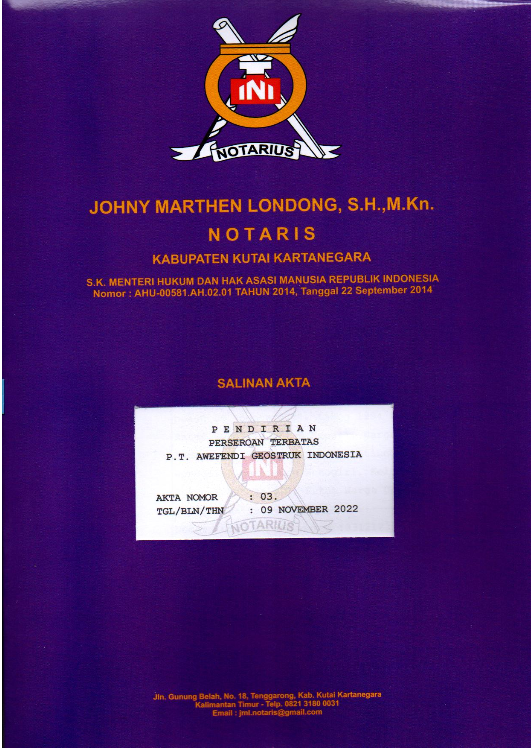 INI
NOTARIUS
JOHNY MARTHEN LONDONG, S.H.,M.Kn.
N O T A R I S
KABUPATEN KUTAI KARTANEGARA
S.K. MENTERI HUKUM DAN HAK ASASI MANUSIA REPUBLIK INDONESIA
Nomor : AHU-00581.AH.02.01 TAHUN 2014, Tanggal 22 September 2014
SALINAN AKTA
P E N D I R I A N
PERSEROAN TERBATAS
P.T. AWEFENDI GEOSTRUK INDONESIA
INI
AKTA NOMOR : 03.
TGL/BLN/THN : 09 NOVEMBER 2022
NOTARIUS
Jln. Gunung Belah, No. 18, Tenggarong, Kab. Kutai Kartanegara
Kalimantan Timur - Telp. 0821 3180 0031
Email : jml.notaris@gmail.com